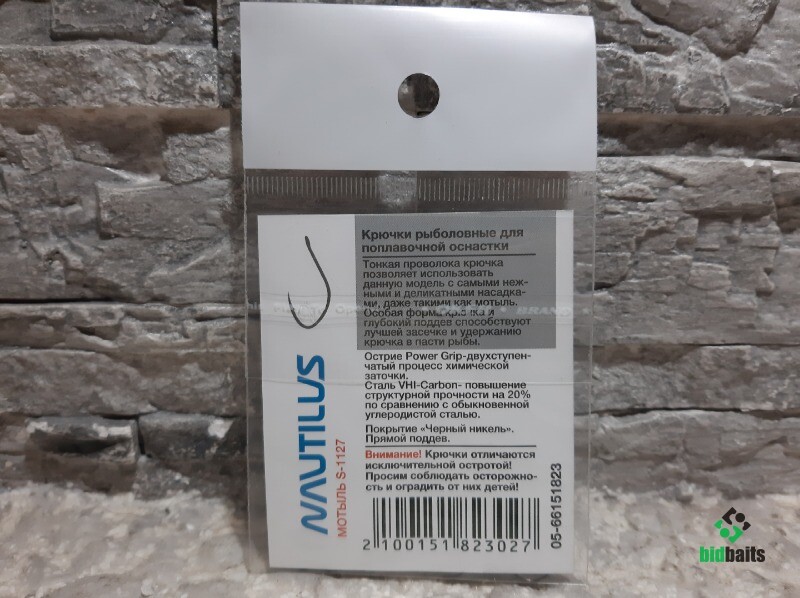 Крючки рыболовные для
поплавочной оснастки
Тонкая проволока крючка
позволяет использовать
данную модель с самыми неж-
ными и деликатными насадка-
ми, даже такими как мотыль.
Особая форма крючка и
глубокий поддев способствуют
лучшей засечке и удержанию
крючка в пасти рыбы.
Острие Power Grip-двухступен-
чатый процесс химической
заточки.
Сталь VHI-Carbon- повышение
структурной прочности на 20%
по сравнению с обыкновенной
углеродистой сталью.
Покрытие «Черный никель».
Прямой поддев.
Внимание! Крючки отличаются
исключительной остротой!
Просим соблюдать осторожно-
сть и оградить от них детей!
NAUTILUS
МОТЫЛЬ S-1127
2 100151 823027
05-66151823
BRAND
bidbaits